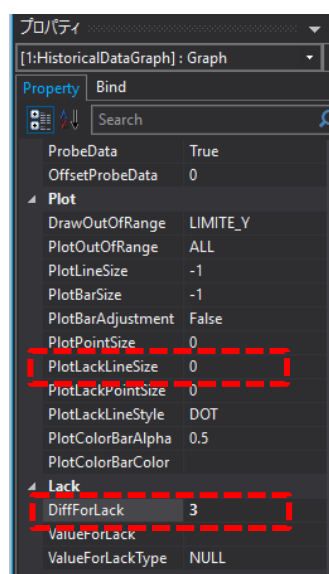 プロパティ
[1:HistoricalDataGraph] : Graph
Property Bind
Search
ProbeData True
OffsetProbeData 0
Plot
DrawOutOfRange LIMITE_Y
PlotOutOfRange ALL
PlotLineSize -1
PlotBarSize -1
PlotBarAdjustment False
PlotPointSize 0
PlotLackLineSize 0
PlotLackPointSize 0
PlotLackLineStyle DOT
PlotColorBarAlpha 0.5
PlotColorBarColor
Lack
DiffForLack 3
ValueForLack
ValueForLackType NULL